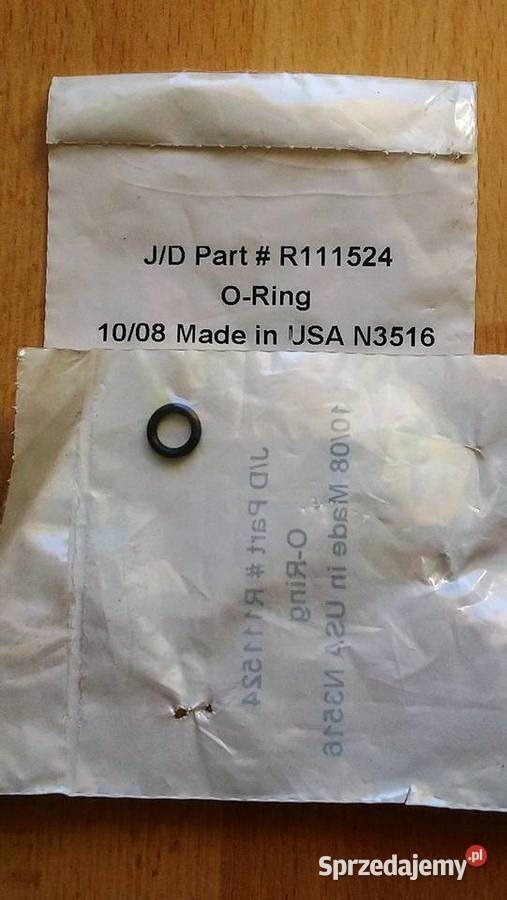 J/D Part # R111524
O-Ring
10/08 Made in USA N3516
J/D Part # R111524
O-Ring
10/08 Made in USA N3516
Sprzedajemy.pl